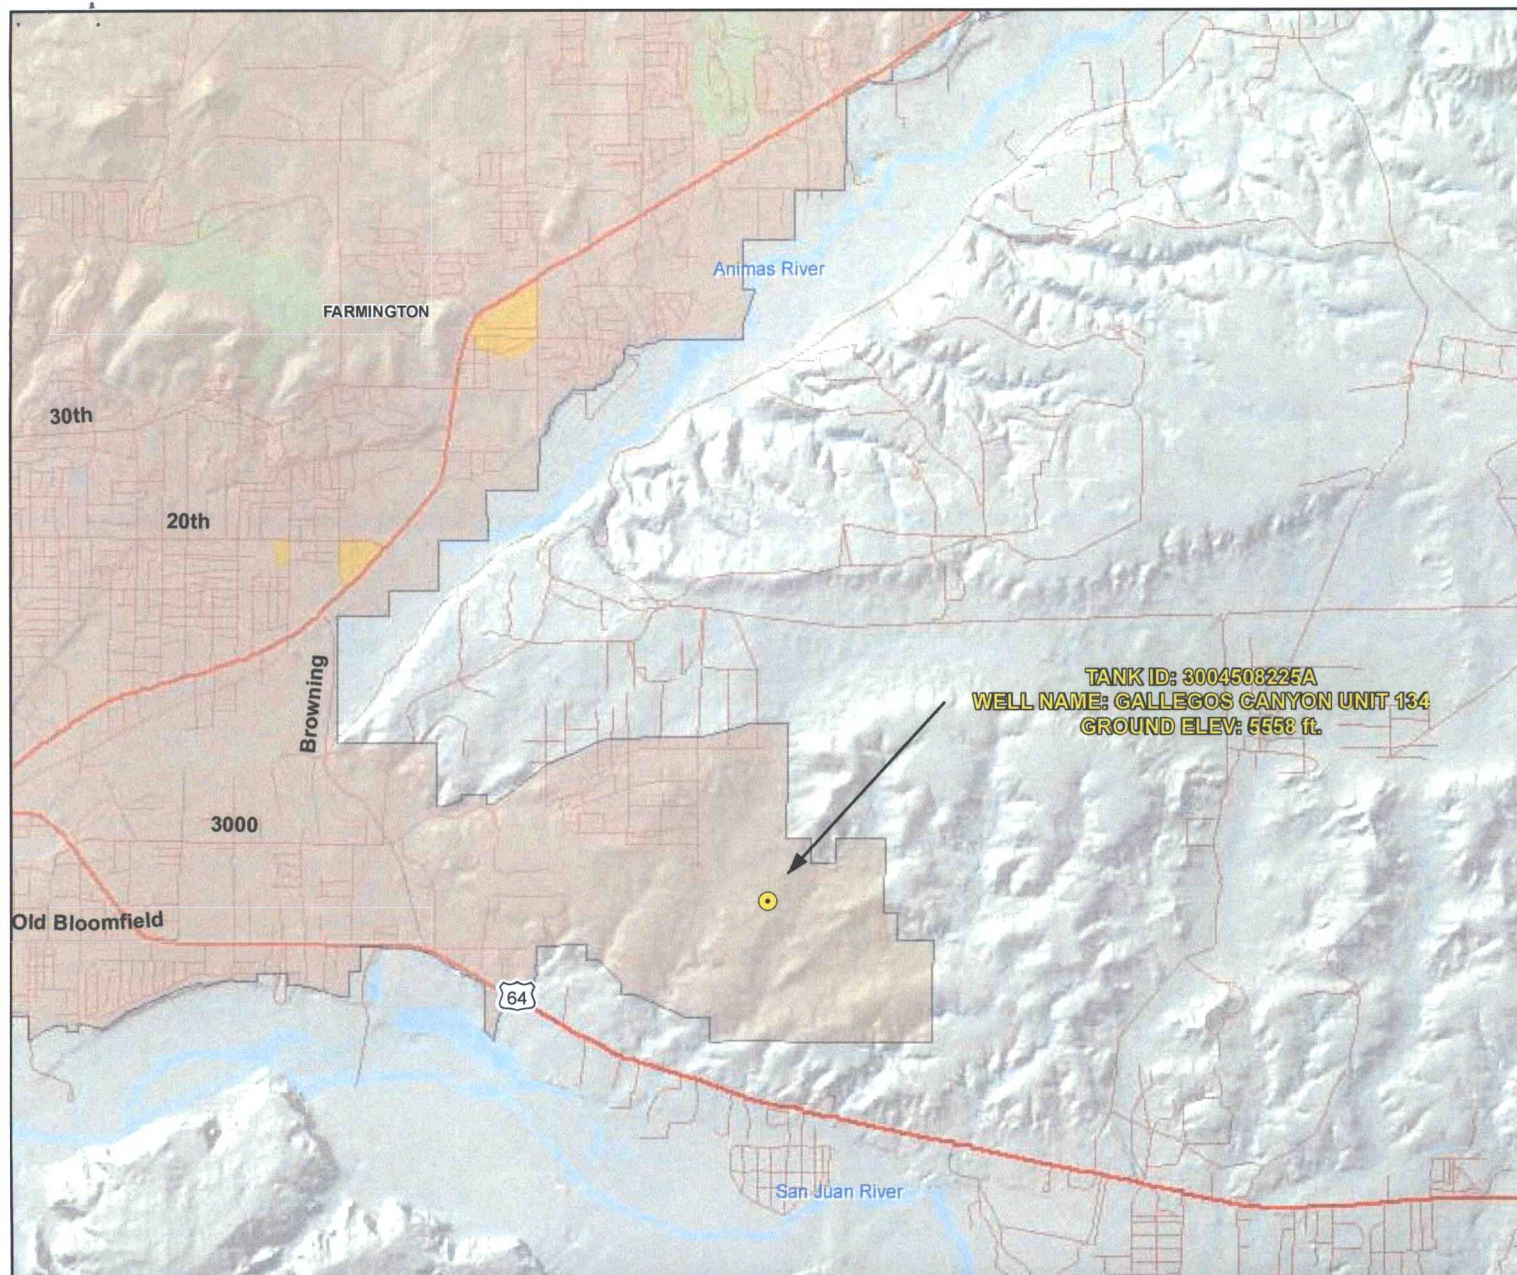 Animas River
FARMINGTON
30th
20th
Browning
TANK ID: 3004508225A
WELL NAME: GALLEGOS CANYON UNIT 134
GROUND ELEV: 5558 ft.
3000
Old Bloomfield
64
San Juan River